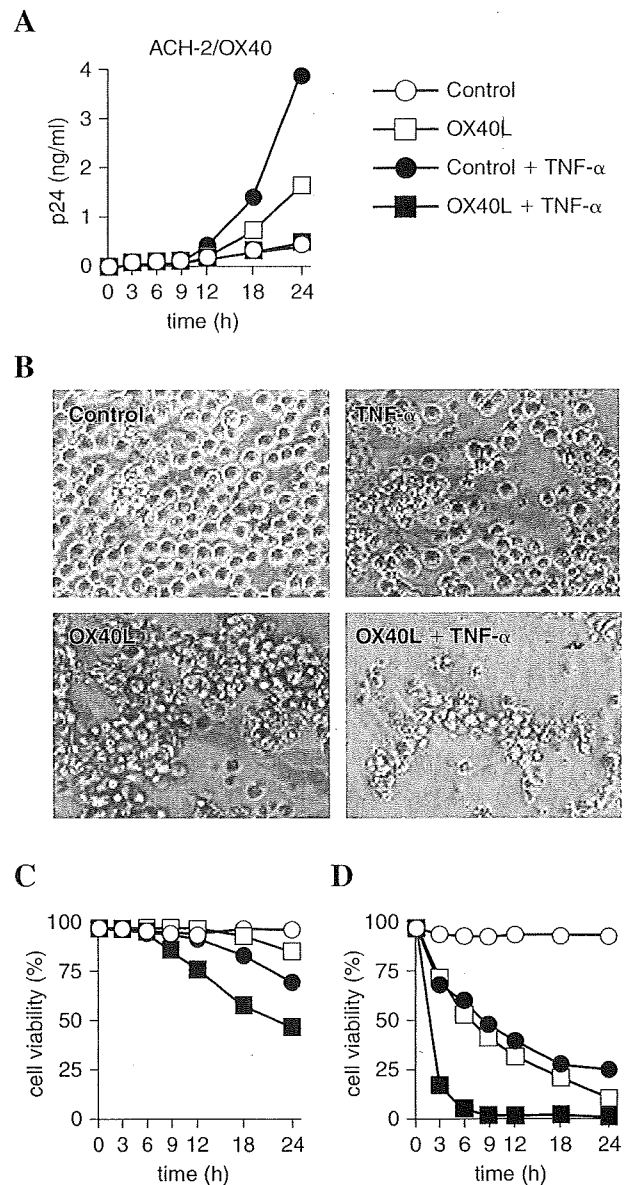 A
ACH-2/OX40
p24 (ng/ml)
4
3
2
1
0
0 3 6 9 12 18 24
time (h)
Control
OX40L
Control + TNF-α
OX40L + TNF-α
B
Control
TNF-α
OX40L
OX40L + TNF-α
C
cell viability (%)
100
75
50
25
0
0 3 6 9 12 18 24
time (h)
D
cell viability (%)
100
75
50
25
0
0 3 6 9 12 18 24
time (h)